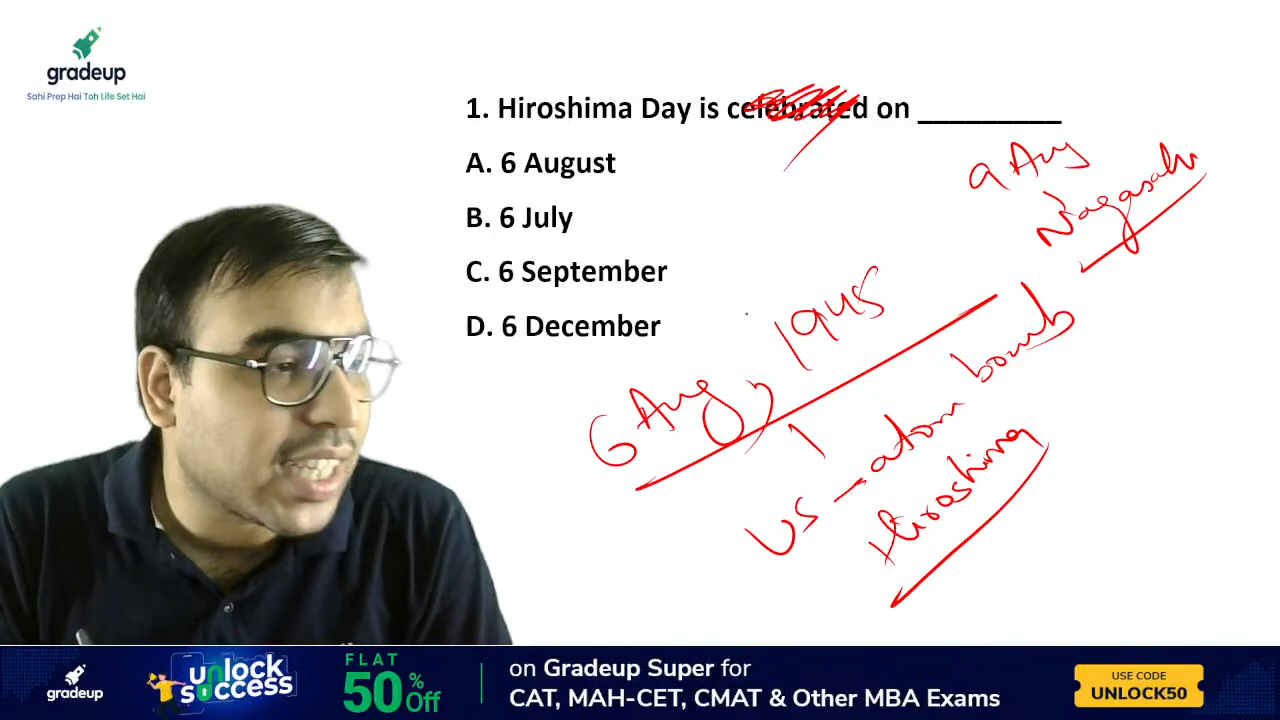 gradeup
Sahi Prep Hai Toh Life Set Hai
1. Hiroshima Day is celebrated on _________
A. 6 August
B. 6 July
C. 6 September
D. 6 December
9 Aug
Nagasaki
6 Aug, 1945
US - atom bomb
Hiroshima
gradeup
unlock
success
FLAT
50% Off
on Gradeup Super for
CAT, MAH-CET, CMAT & Other MBA Exams
USE CODE
UNLOCK50